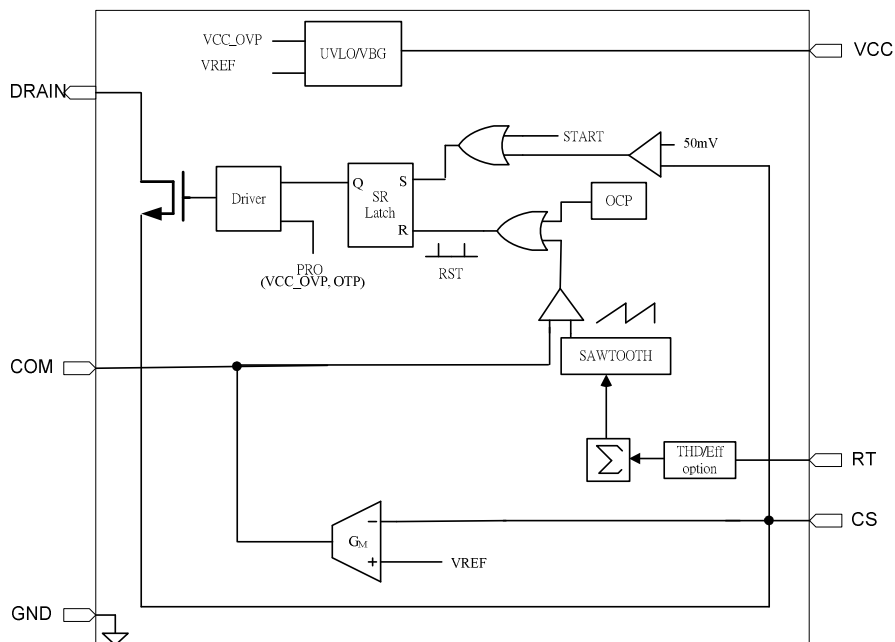 VCC_OVP
VREF
UVLO/VBG
VCC
DRAIN
START
50mV
Driver
Q
S
SR
Latch
R
OCP
PRO
(VCC_OVP, OTP)
RST
SAWTOOTH
COM
Σ
THD/Eff
option
RT
GM
−
+
VREF
CS
GND